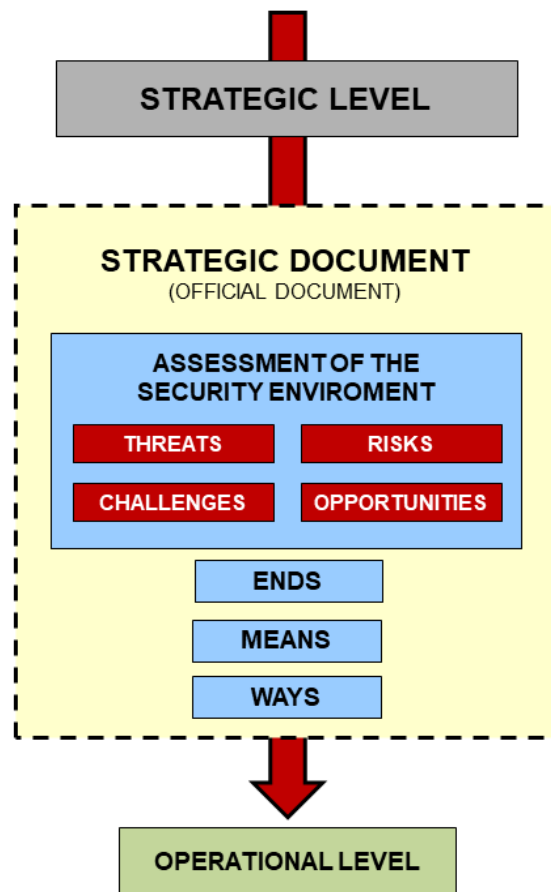 STRATEGIC LEVEL
STRATEGIC DOCUMENT
(OFFICIAL DOCUMENT)
ASSESSMENT OF THE
SECURITY ENVIROMENT
THREATS
RISKS
CHALLENGES
OPPORTUNITIES
ENDS
MEANS
WAYS
OPERATIONAL LEVEL